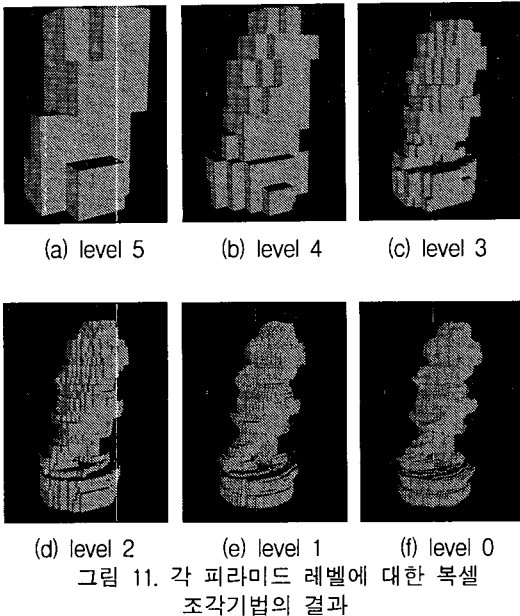 (a) level 5 (b) level 4 (c) level 3
(d) level 2 (e) level 1 (f) level 0
그림 11. 각 피라미드 레벨에 대한 복셀
조각기법의 결과